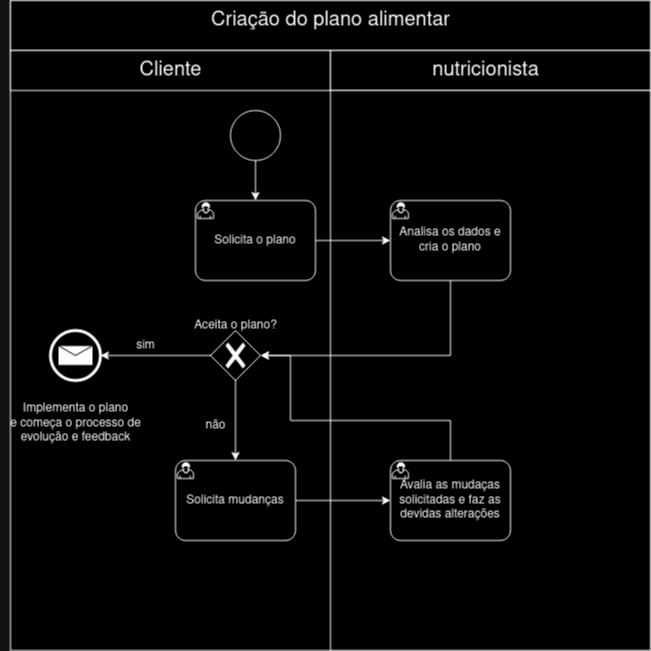 Criação do plano alimentar
Cliente
nutricionista
Solicita o plano
Analisa os dados e
cria o plano
Aceita o plano?
sim
Implementa o plano
e começa o processo de
evolução e feedback
não
Solicita mudanças
Avalia as mudaças
solicitadas e faz as
devidas alterações